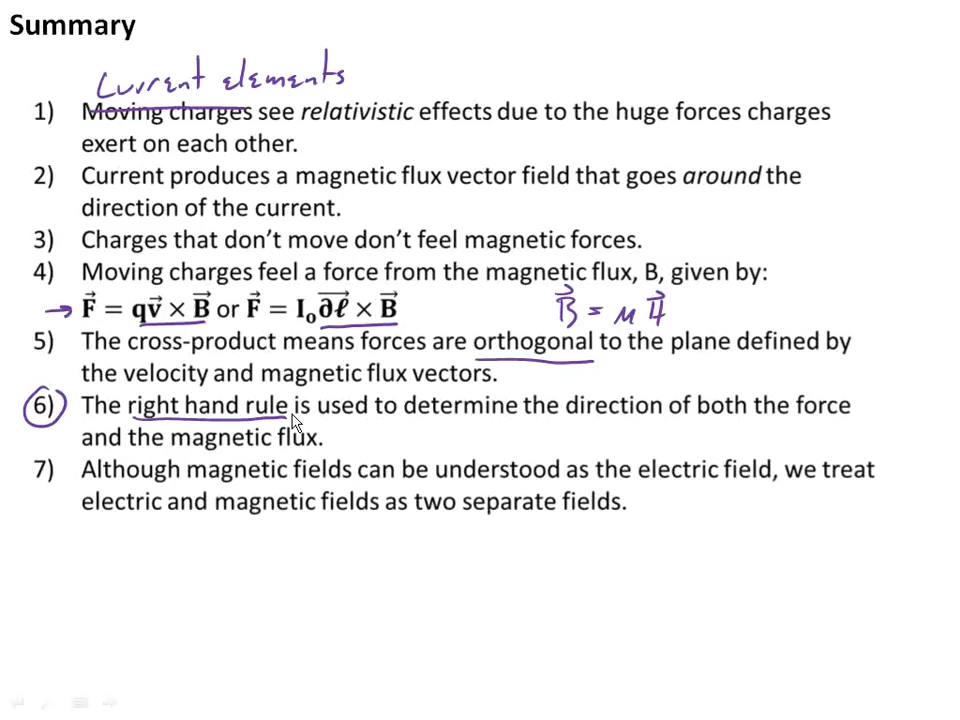 Summary
Current elements
1) Moving charges see relativistic effects due to the huge forces charges
exert on each other.
2) Current produces a magnetic flux vector field that goes around the
direction of the current.
3) Charges that don't move don't feel magnetic forces.
4) Moving charges feel a force from the magnetic flux, B, given by:
→ F⃗ = qv⃗ × B⃗ or F⃗ = I₀∂ℓ⃗ × B⃗ B⃗ = μ H⃗
5) The cross-product means forces are orthogonal to the plane defined by
the velocity and magnetic flux vectors.
6) The right hand rule is used to determine the direction of both the force
and the magnetic flux.
7) Although magnetic fields can be understood as the electric field, we treat
electric and magnetic fields as two separate fields.